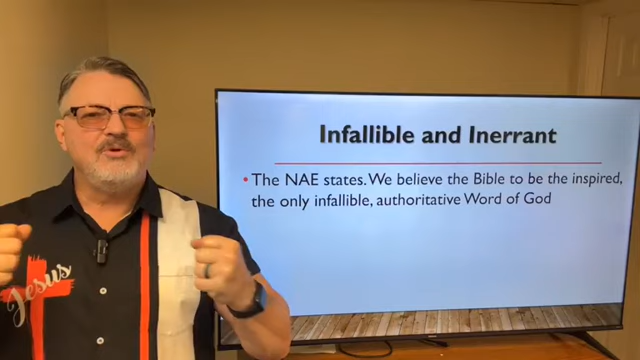 Infallible and Inerrant
• The NAE states. We believe the Bible to be the inspired,
the only infallible, authoritative Word of God
Jesus